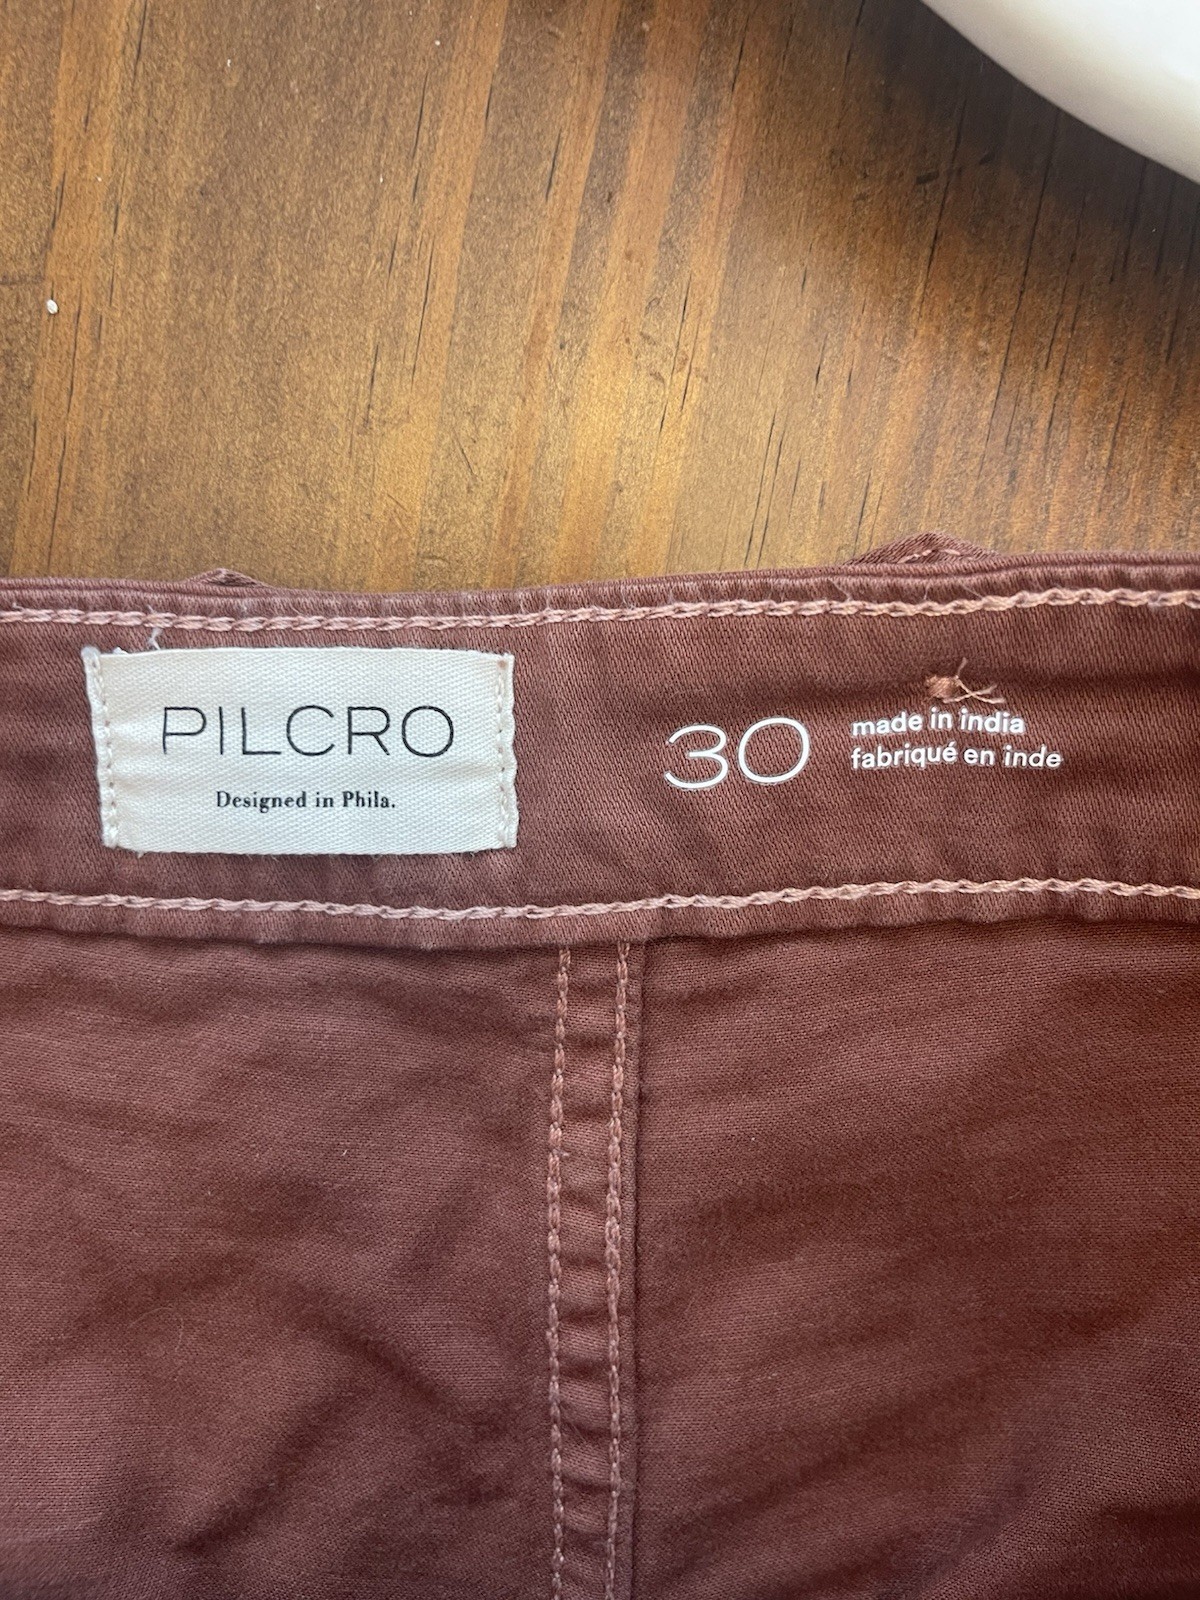 PILCRO
Designed in Phila.
30
made in india
fabriqué en inde